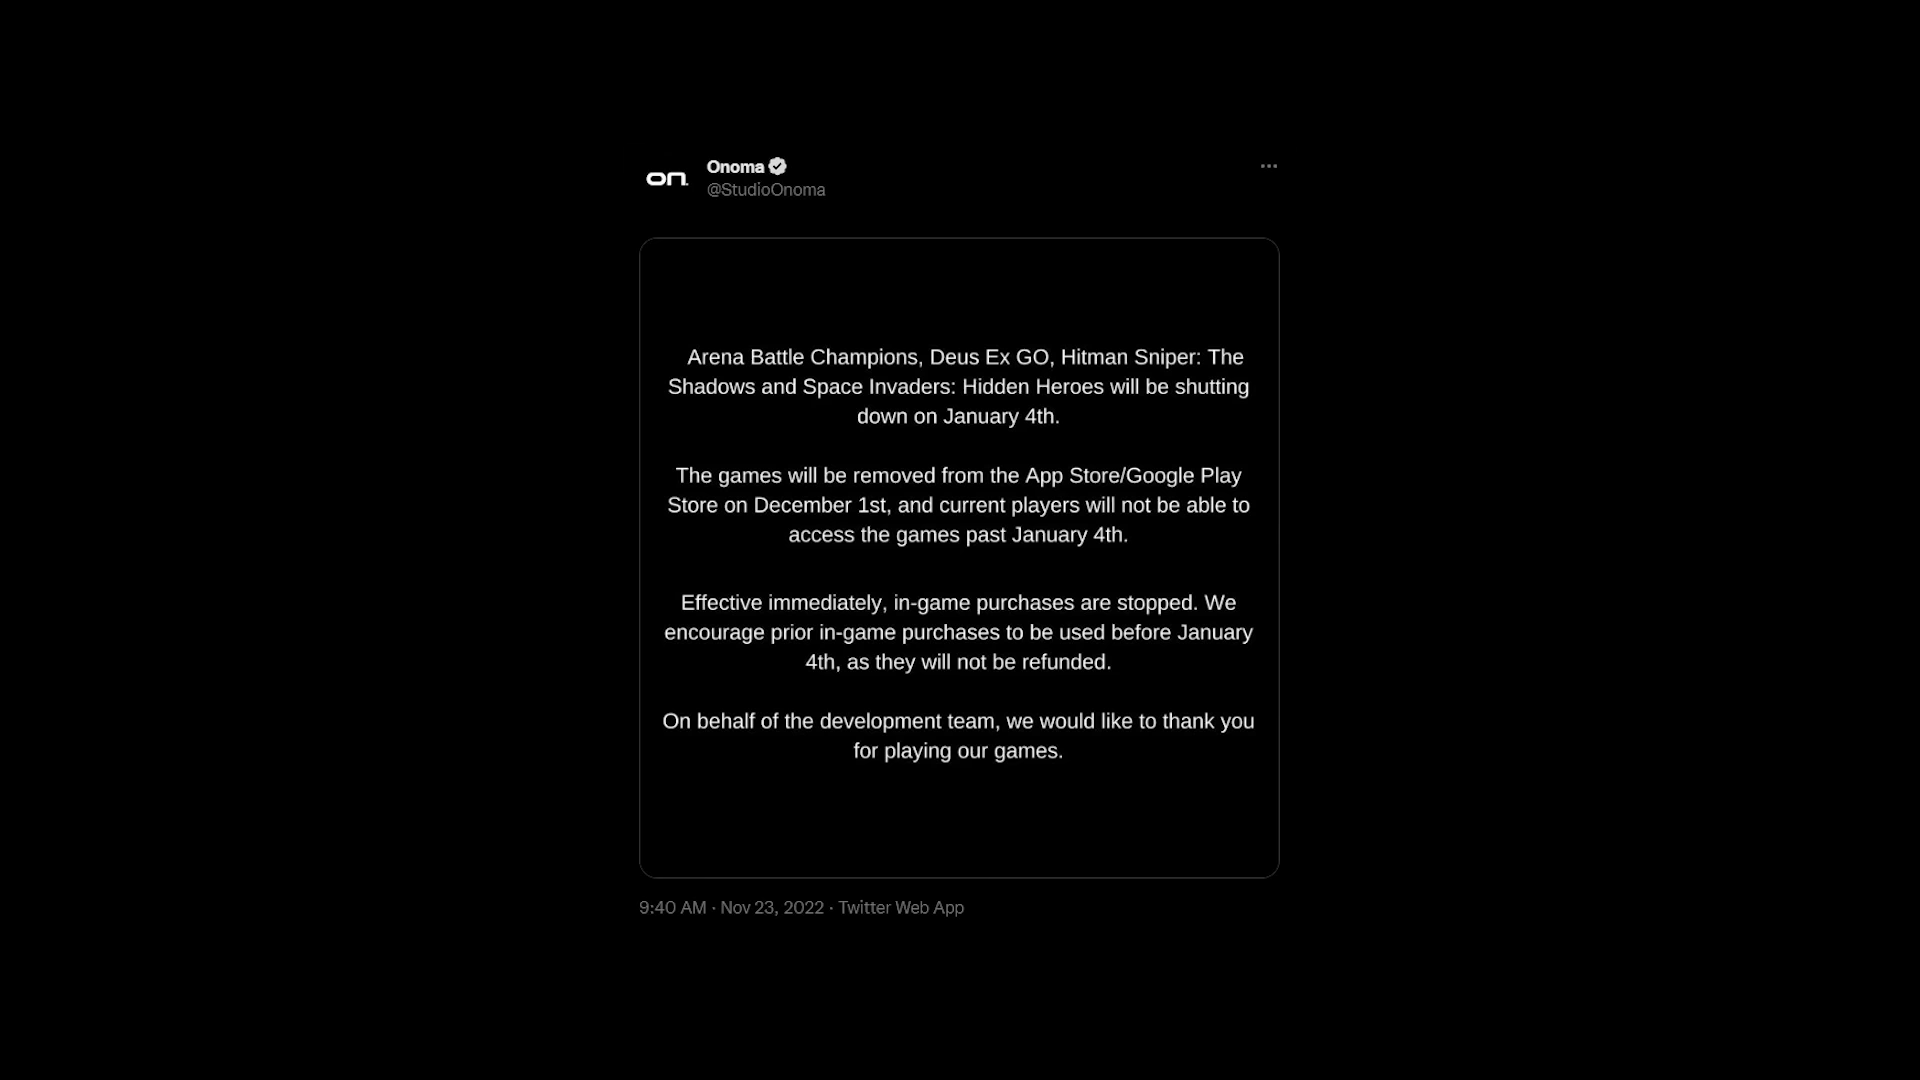 on.
Onoma
@StudioOnoma
Arena Battle Champions, Deus Ex GO, Hitman Sniper: The
Shadows and Space Invaders: Hidden Heroes will be shutting
down on January 4th.
The games will be removed from the App Store/Google Play
Store on December 1st, and current players will not be able to
access the games past January 4th.
Effective immediately, in-game purchases are stopped. We
encourage prior in-game purchases to be used before January
4th, as they will not be refunded.
On behalf of the development team, we would like to thank you
for playing our games.
9:40 AM · Nov 23, 2022 · Twitter Web App